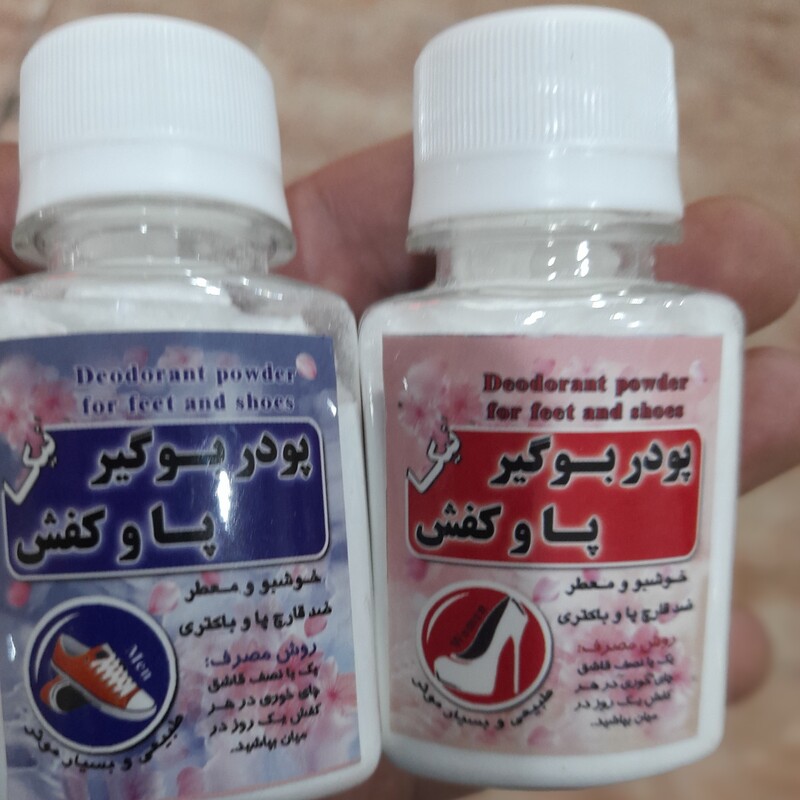 Deodorant powder
for feet and shoes
نیک
پودر بوگیر
پا و کفش
خوشبو و معطر
ضد قارچ پا و باکتری
روش مصرف:
یک یا نصف قاشق
چای خوری در هر
کفش یک روز در
میان بپاشید..
Men
طبیعی و بسیار موثر
Deodorant powder
for feet and shoes
نیک
پودر بوگیر
پا و کفش
خوشبو و معطر
ضد قارچ پا و باکتری
روش مصرف:
یک یا نصف قاشق
چای خوری در هر
کفش یک روز در
میان بپاشید..
Women
طبیعی و بسیار موثر